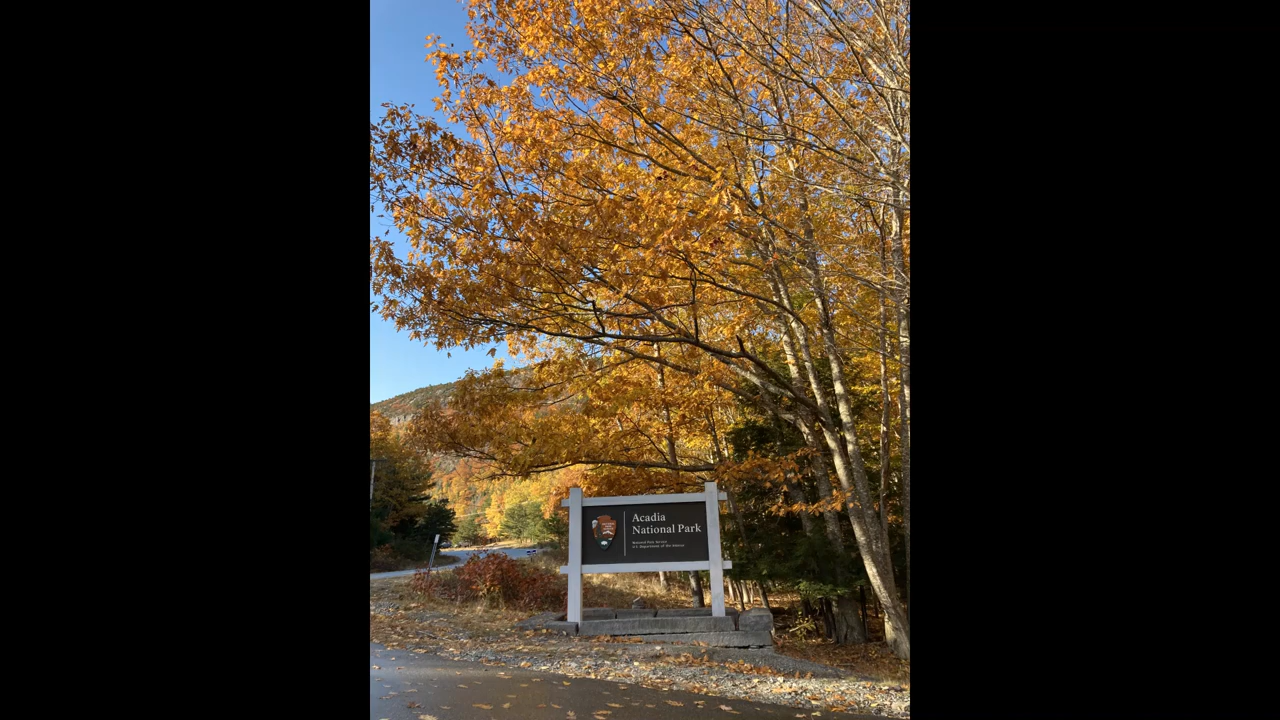 Acadia
National Park
National Park Service
U.S. Department of the Interior